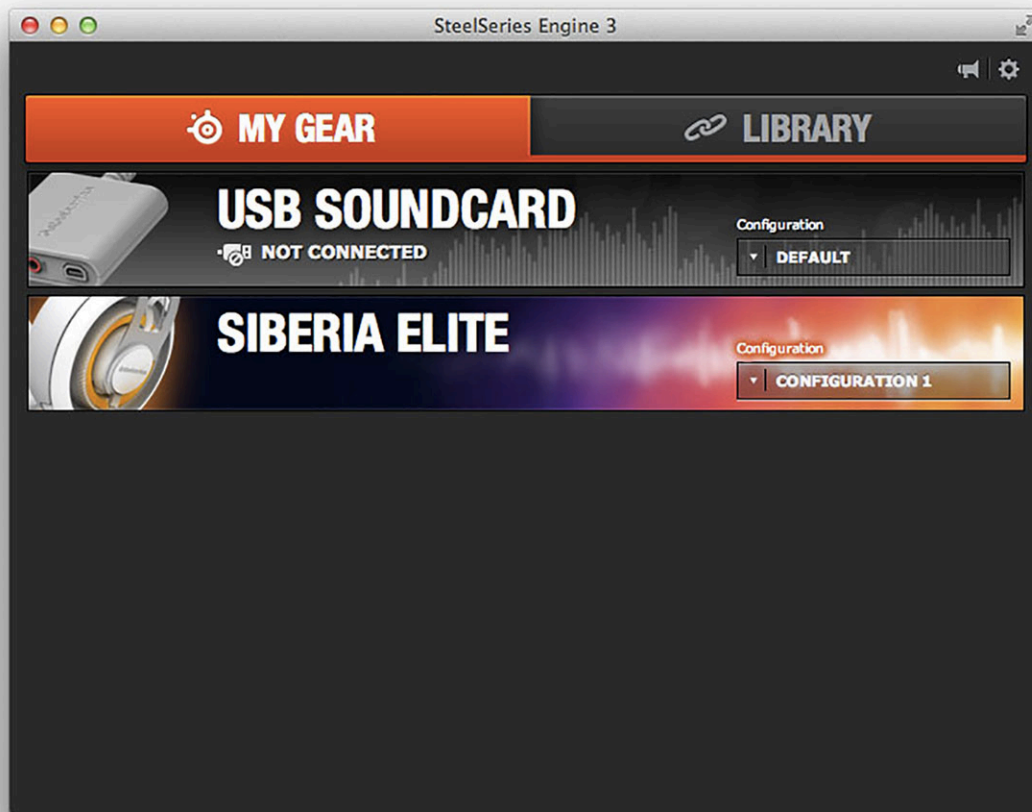 SteelSeries Engine 3
MY GEAR
LIBRARY
USB SOUNDCARD
NOT CONNECTED
Configuration
DEFAULT
SIBERIA ELITE
Configuration
CONFIGURATION 1